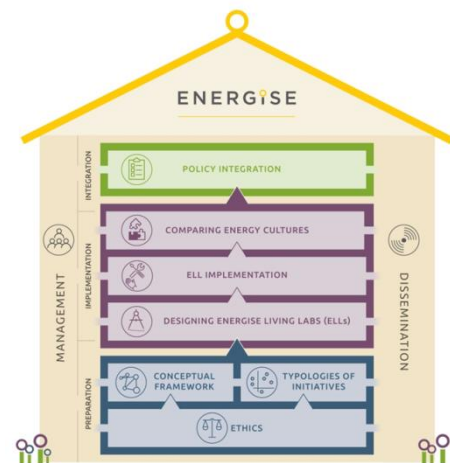 ENERGISE
INTEGRATION
POLICY INTEGRATION
IMPLEMENTATION
COMPARING ENERGY CULTURES
ELL IMPLEMENTATION
DESIGNING ENERGISE LIVING LABS (ELLs)
MANAGEMENT
DISSEMINATION
PREPARATION
CONCEPTUAL
FRAMEWORK
TYPOLOGIES OF
INITIATIVES
ETHICS